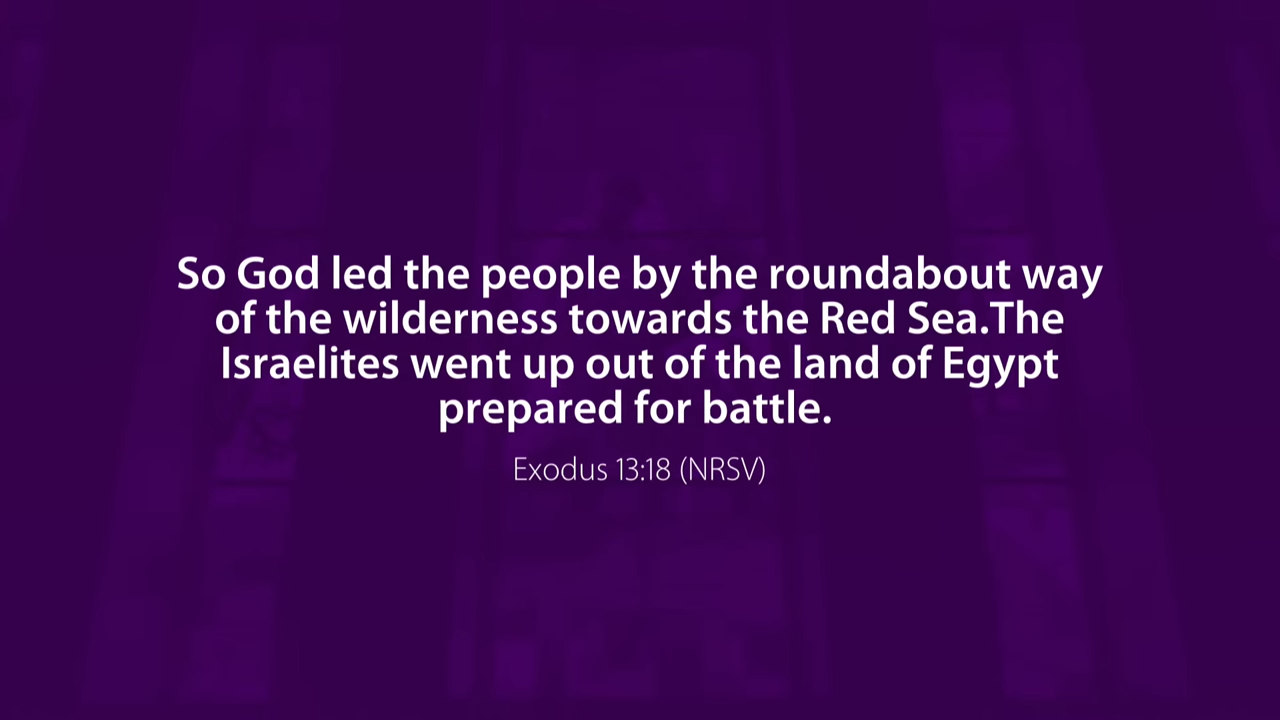 So God led the people by the roundabout way
of the wilderness towards the Red Sea.The
Israelites went up out of the land of Egypt
prepared for battle.
Exodus 13:18 (NRSV)